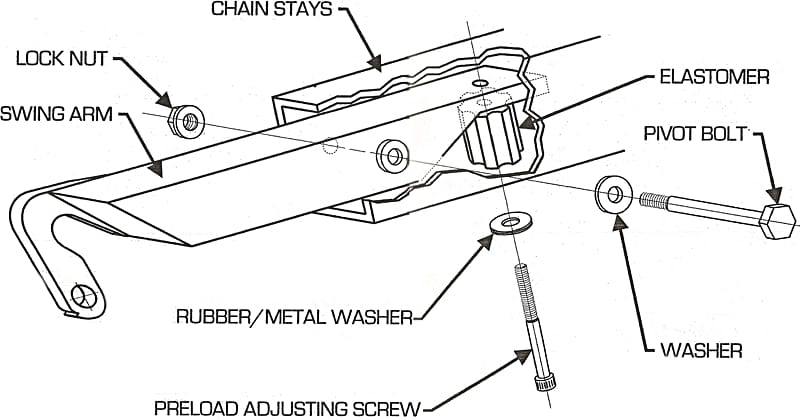 CHAIN STAYS
LOCK NUT
ELASTOMER
SWING ARM
PIVOT BOLT
RUBBER/METAL WASHER
WASHER
PRELOAD ADJUSTING SCREW